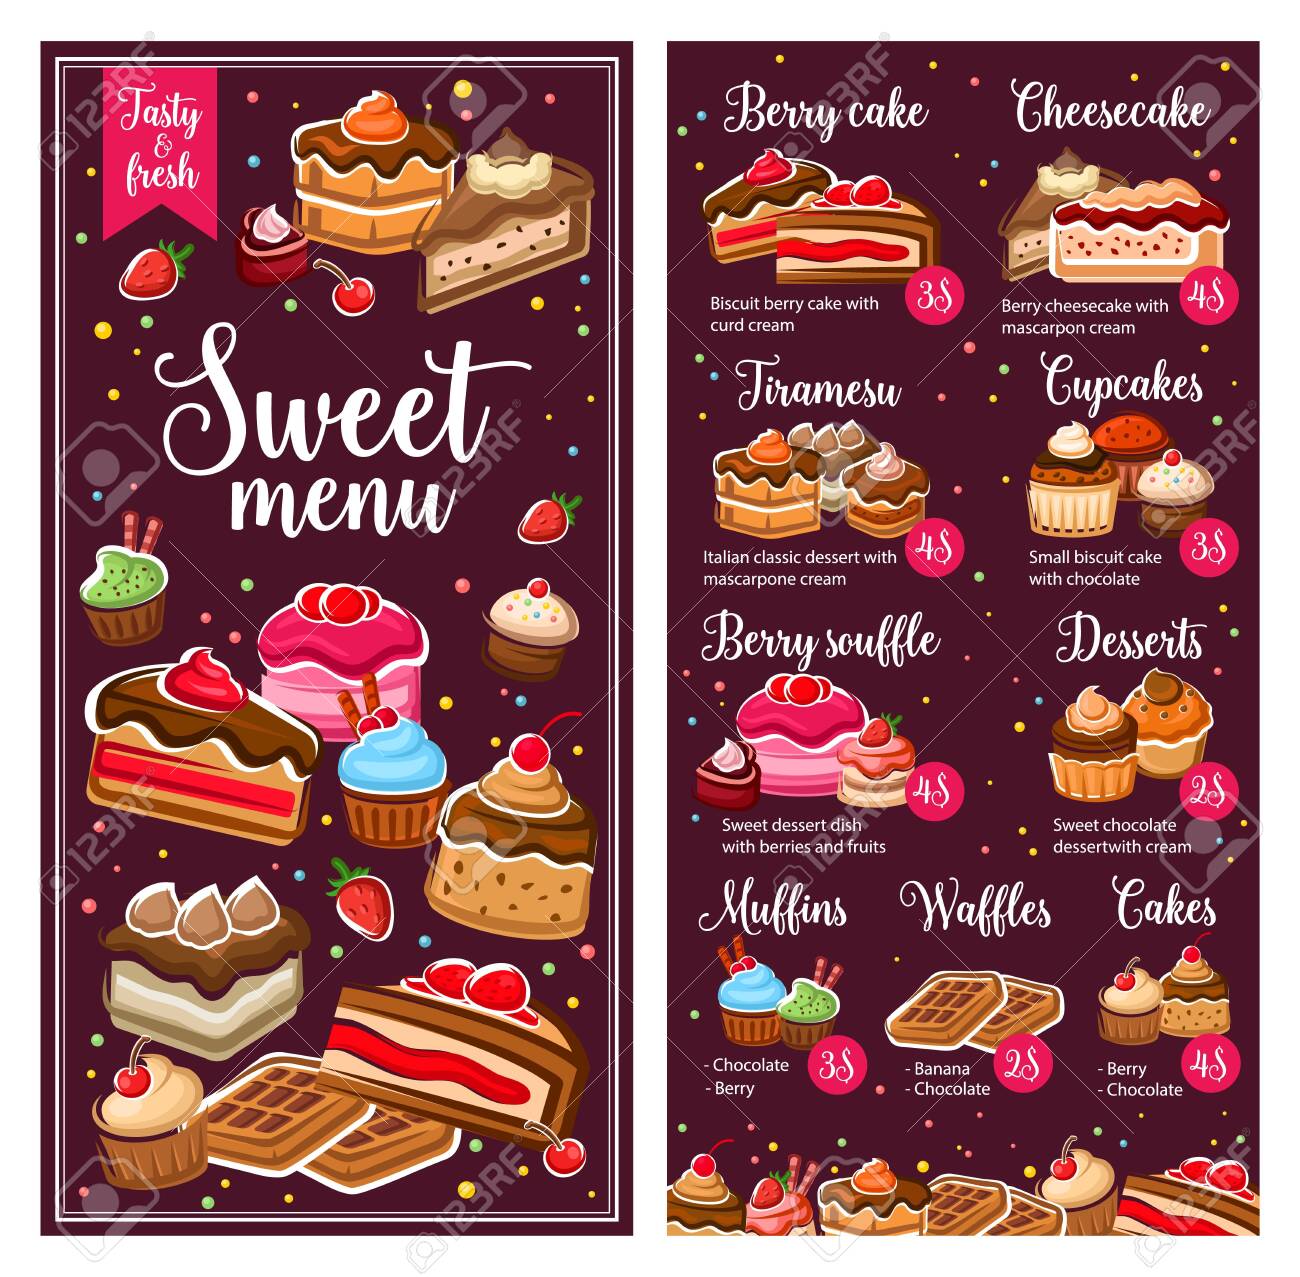 Tasty
&
fresh
Sweet
menu
Berry cake
Biscuit berry cake with
curd cream
3$
Cheesecake
Berry cheesecake with
mascarpon cream
4$
Tiramesu
Italian classic dessert with
mascarpone cream
4$
Cupcakes
Small biscuit cake
with chocolate
3$
Berry souffle
Sweet dessert dish
with berries and fruits
4$
Desserts
Sweet chocolate
dessertwith cream
2$
Muffins
- Chocolate
- Berry
3$
Waffles
- Banana
- Chocolate
2$
Cakes
- Berry
- Chocolate
4$
123RF